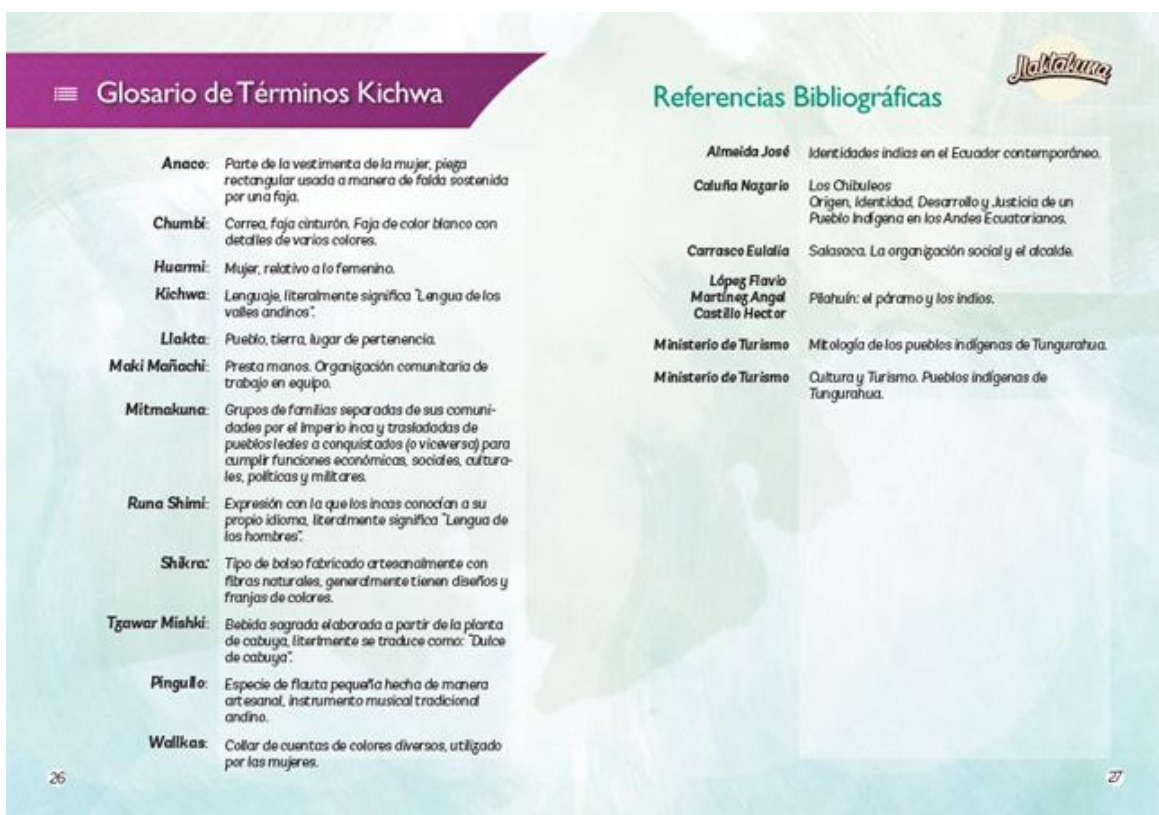 Glosario de Términos Kichwa
Anaco: Parte de la vestimenta de la mujer, pieza
rectangular usada a manera de falda sostenida
por una faja.
Chumbi: Correa, faja cinturón. Faja de color blanco con
detalles de varios colores.
Huarmi: Mujer, relativo a lo femenino.
Kichwa: Lenguaje, literalmente significa "Lengua de los
valles andinos".
Llakta: Pueblo, tierra, lugar de pertenencia.
Maki Mañachi: Presta manos. Organización comunitaria de
trabajo en equipo.
Mitmakuna: Grupos de familias separadas de sus comuni-
dades por el imperio inca y trasladadas de
pueblos leales a conquistados (o viceversa) para
cumplir funciones económicas, sociales, cultura-
les, políticas y militares.
Runa Shimi: Expresión con la que los incas conocían a su
propio idioma, literalmente significa "Lengua de
los hombres".
Shikra: Tipo de bolso fabricado artesanalmente con
fibras naturales, generalmente tienen diseños y
franjas de colores.
Tzawar Mishki: Bebida sagrada elaborada a partir de la planta
de cabuya, literlmente se traduce como: "Dulce
de cabuya".
Pingullo: Especie de flauta pequeña hecha de manera
artesanal, instrumento musical tradicional
andino.
Wallkas: Collar de cuentas de colores diversos, utilizado
por las mujeres.
26
llaktakuna
Referencias Bibliográficas
Almeida José Identidades indias en el Ecuador contemporáneo.
Caluña Nazario Los Chibuleos
Origen, Identidad, Desarrollo y Justicia de un
Pueblo Indígena en los Andes Ecuatorianos.
Carrasco Eulalia Salasaca. La organización social y el alcalde.
López Flavio
Martínez Angel Pilahuín: el páramo y los indios.
Castillo Hector
Ministerio de Turismo Mitología de los pueblos indígenas de Tungurahua.
Ministerio de Turismo Cultura y Turismo. Pueblos indígenas de
Tungurahua.
27